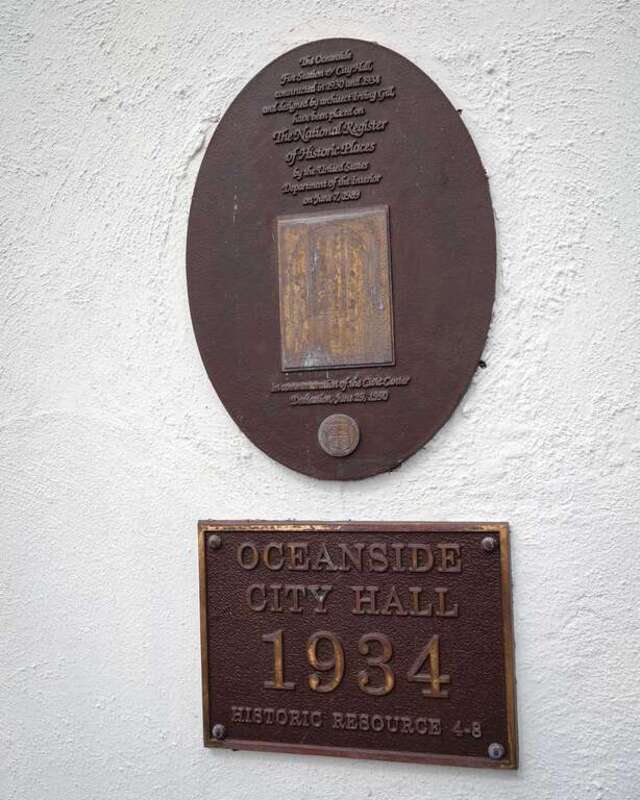 The Oceanside
Fire Station & City Hall,
constructed in 1930 and 1934
and designed by architect Irving Gill,
have been placed on
The National Register
of Historic Places
by the United States
Department of the Interior
on June 7, 1989
In commemoration of the Civic Center
Dedication, June 23, 1990
OCEANSIDE
CITY HALL
1934
HISTORIC RESOURCE 4-8